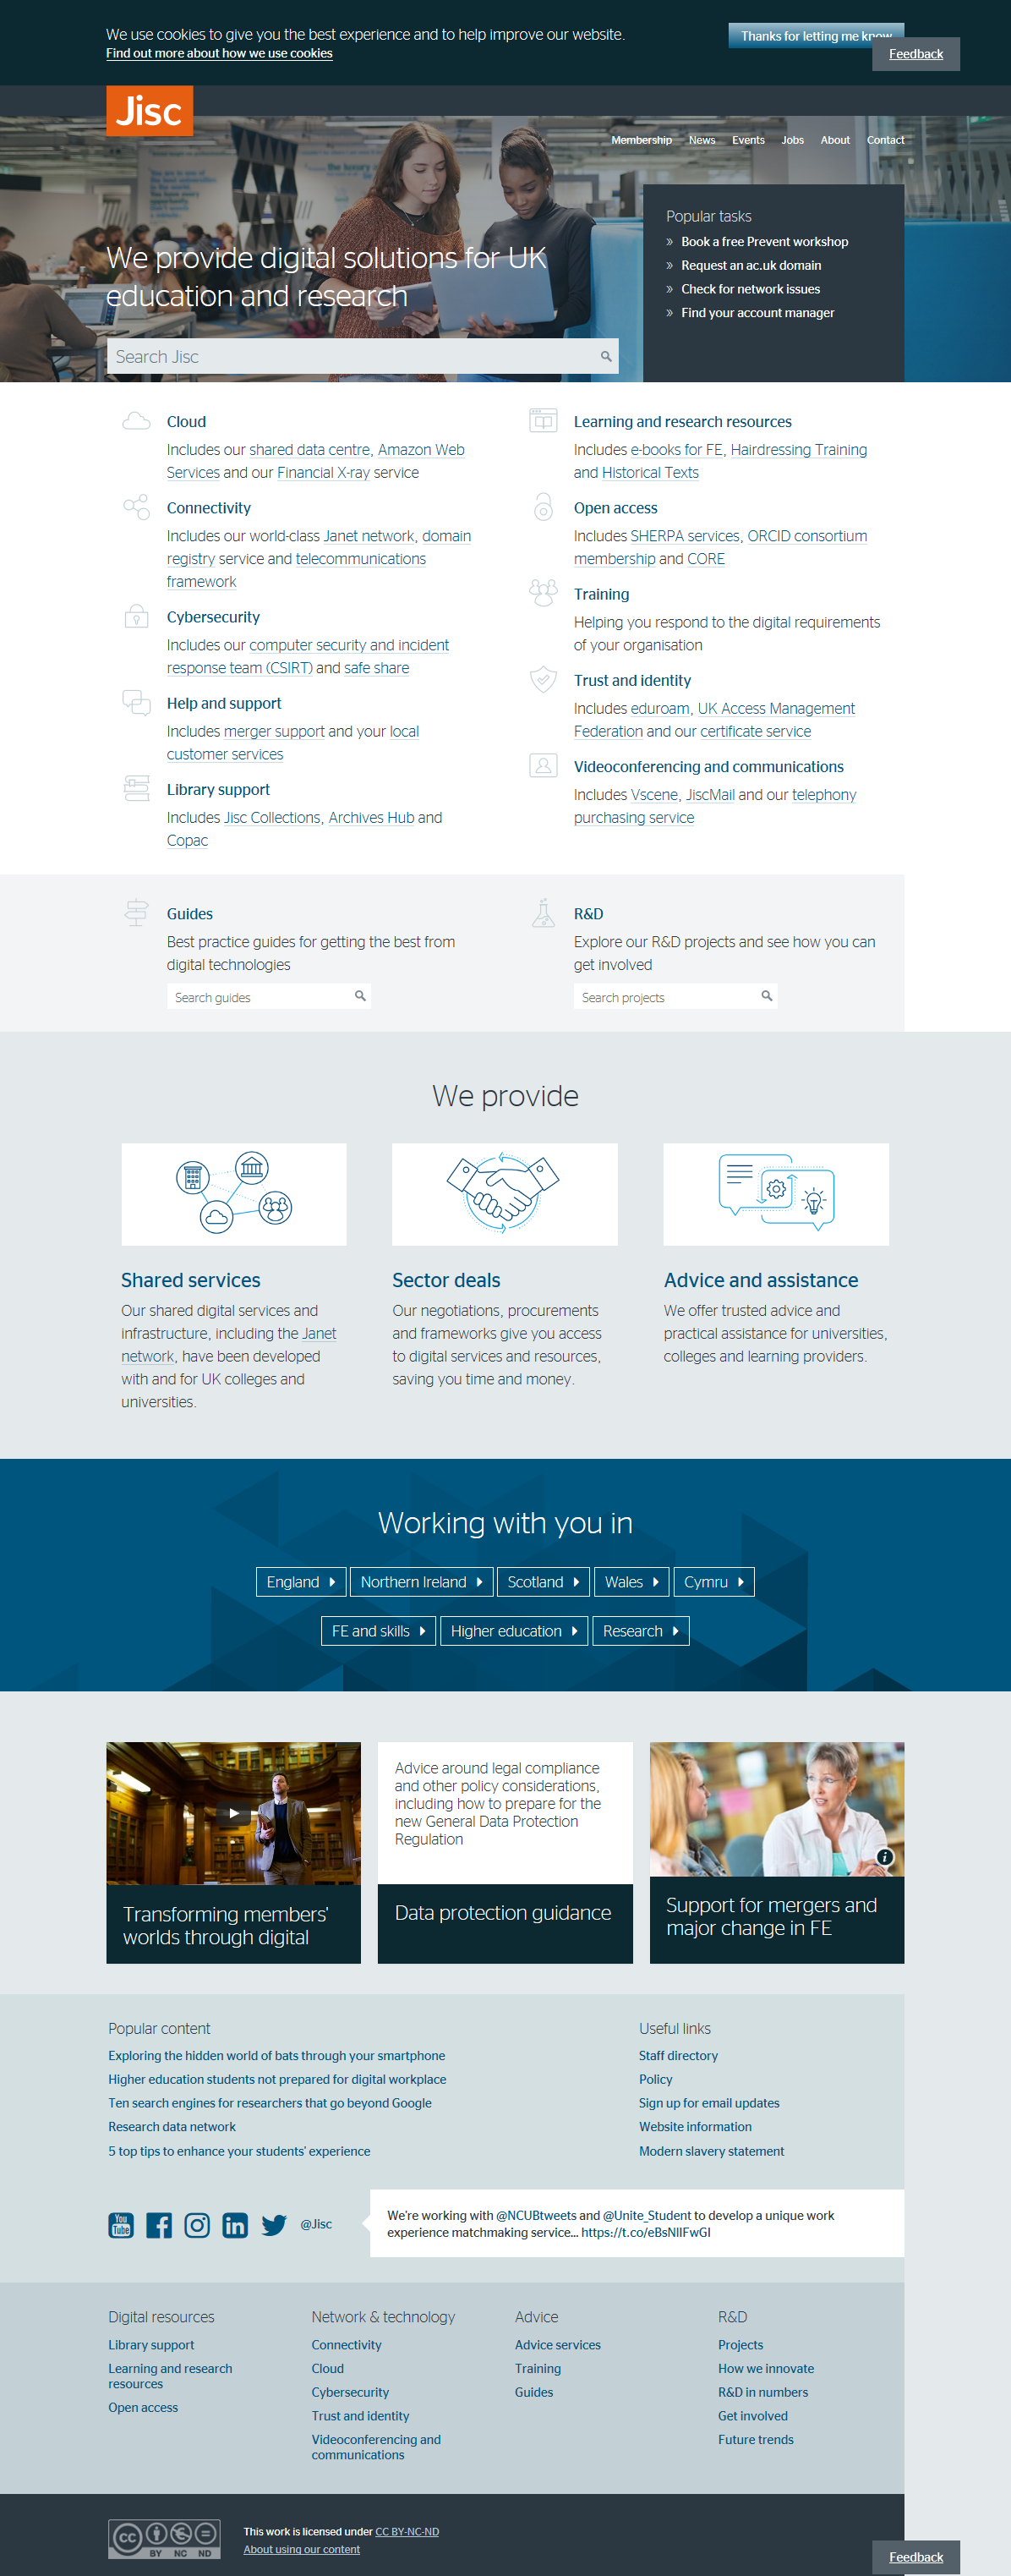 We use cookies to give you the best experience and to help improve our website.
Find out more about how we use cookies
Thanks for letting me know
Feedback
Jisc
Membership News Events Jobs About Contact
We provide digital solutions for UK
education and research
Search Jisc
Popular tasks
» Book a free Prevent workshop
» Request an ac.uk domain
» Check for network issues
» Find your account manager
Cloud
Includes our shared data centre, Amazon Web
Services and our Financial X-ray service
Connectivity
Includes our world-class Janet network, domain
registry service and telecommunications
framework
Cybersecurity
Includes our computer security and incident
response team (CSIRT) and safe share
Help and support
Includes merger support and your local
customer services
Library support
Includes Jisc Collections, Archives Hub and
Copac
Learning and research resources
Includes e-books for FE, Hairdressing Training
and Historical Texts
Open access
Includes SHERPA services, ORCID consortium
membership and CORE
Training
Helping you respond to the digital requirements
of your organisation
Trust and identity
Includes eduroam, UK Access Management
Federation and our certificate service
Videoconferencing and communications
Includes Vscene, JiscMail and our telephony
purchasing service
Guides
Best practice guides for getting the best from
digital technologies
Search guides
R&D
Explore our R&D projects and see how you can
get involved
Search projects
We provide
Shared services
Our shared digital services and
infrastructure, including the Janet
network, have been developed
with and for UK colleges and
universities.
Sector deals
Our negotiations, procurements
and frameworks give you access
to digital services and resources,
saving you time and money.
Advice and assistance
We offer trusted advice and
practical assistance for universities,
colleges and learning providers.
Working with you in
England Northern Ireland Scotland Wales Cymru
FE and skills Higher education Research
Transforming members'
worlds through digital
Advice around legal compliance
and other policy considerations,
including how to prepare for the
new General Data Protection
Regulation
Data protection guidance
Support for mergers and
major change in FE
Popular content
Exploring the hidden world of bats through your smartphone
Higher education students not prepared for digital workplace
Ten search engines for researchers that go beyond Google
Research data network
5 top tips to enhance your students' experience
Useful links
Staff directory
Policy
Sign up for email updates
Website information
Modern slavery statement
You Tube
@Jisc
We're working with @NCUBtweets and @Unite_Student to develop a unique work
experience matchmaking service... https://t.co/eBsNIlFwGI
Digital resources
Library support
Learning and research
resources
Open access
Network & technology
Connectivity
Cloud
Cybersecurity
Trust and identity
Videoconferencing and
communications
Advice
Advice services
Training
Guides
R&D
Projects
How we innovate
R&D in numbers
Get involved
Future trends
CC BY NC ND
This work is licensed under CC BY-NC-ND
About using our content
Feedback